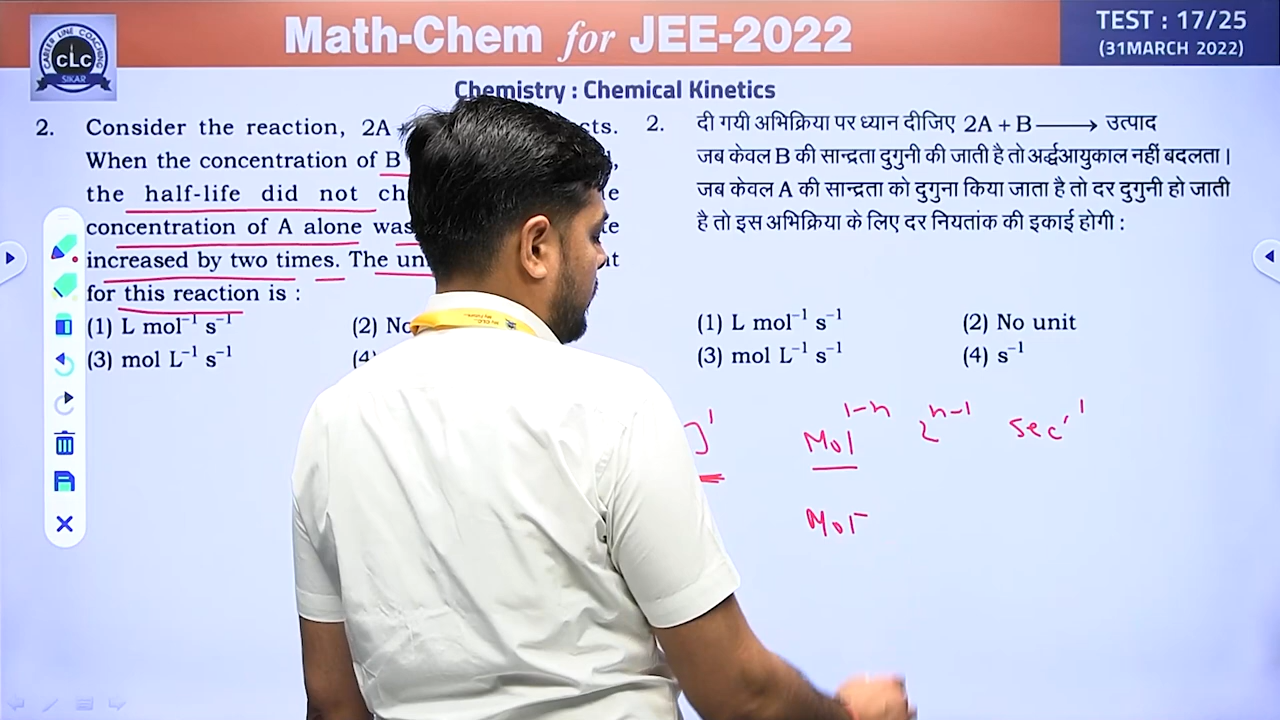 CAREER LINE COACHING
cLc
SIKAR
Math-Chem for JEE-2022
TEST : 17/25
(31MARCH 2022)
Chemistry : Chemical Kinetics
2. Consider the reaction, 2A
cts.
When the concentration of B
the half-life did not
concentration of A alone was
increased by two times. The
for this reaction is :
(1) L mol⁻¹ s⁻¹
(3) mol L⁻¹ s⁻¹
2. दी गयी अभिक्रिया पर ध्यान दीजिए 2A + B ⟶ उत्पाद
जब केवल B की सान्द्रता दुगुनी की जाती है तो अर्द्धआयुकाल नहीं बदलता।
जब केवल A की सान्द्रता को दुगुना किया जाता है तो दर दुगुनी हो जाती
है तो इस अभिक्रिया के लिए दर नियतांक की इकाई होगी :
(1) L mol⁻¹ s⁻¹ (2) No unit
(3) mol L⁻¹ s⁻¹ (4) s⁻¹
]¹ Mol¹⁻ⁿ L ⁿ⁻¹ Sec⁻¹
Mol⁻